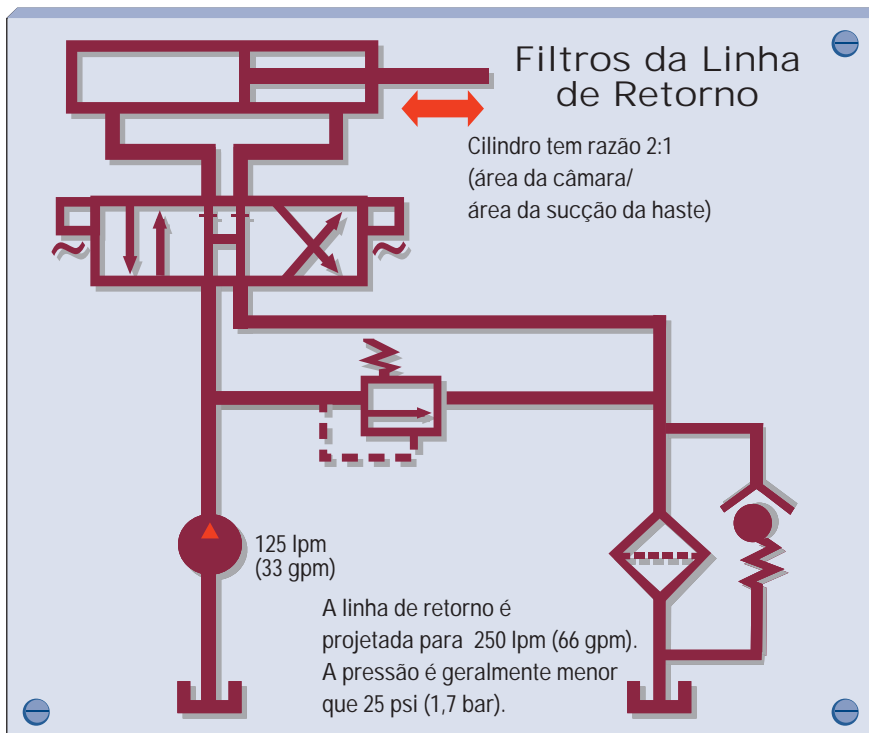 Filtros da Linha
de Retorno
Cilindro tem razão 2:1
(área da câmara/
área da sucção da haste)
125 lpm
(33 gpm)
A linha de retorno é
projetada para 250 lpm (66 gpm).
A pressão é geralmente menor
que 25 psi (1,7 bar).